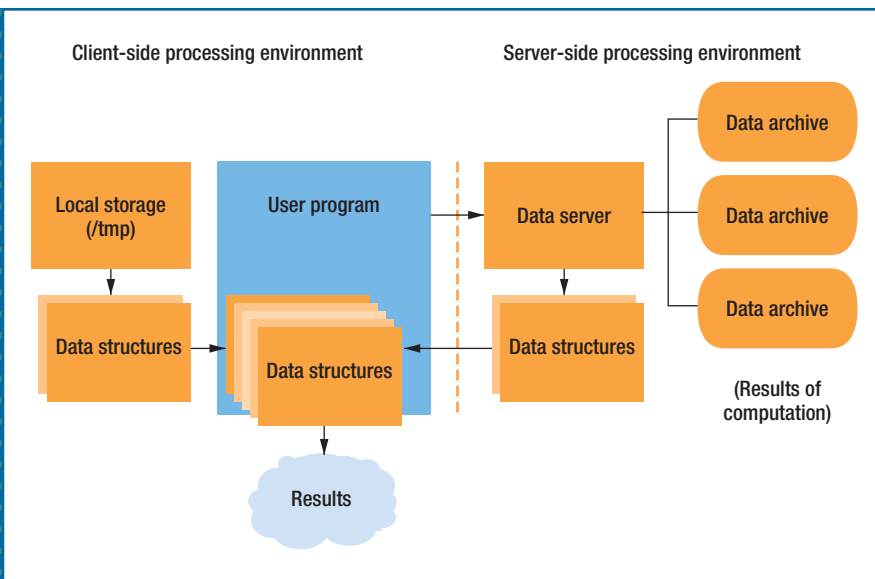 Client-side processing environment
Server-side processing environment
Data archive
Local storage
(/tmp)
User program
Data server
Data archive
Data archive
Data structures
Data structures
Data structures
(Results of
computation)
Results